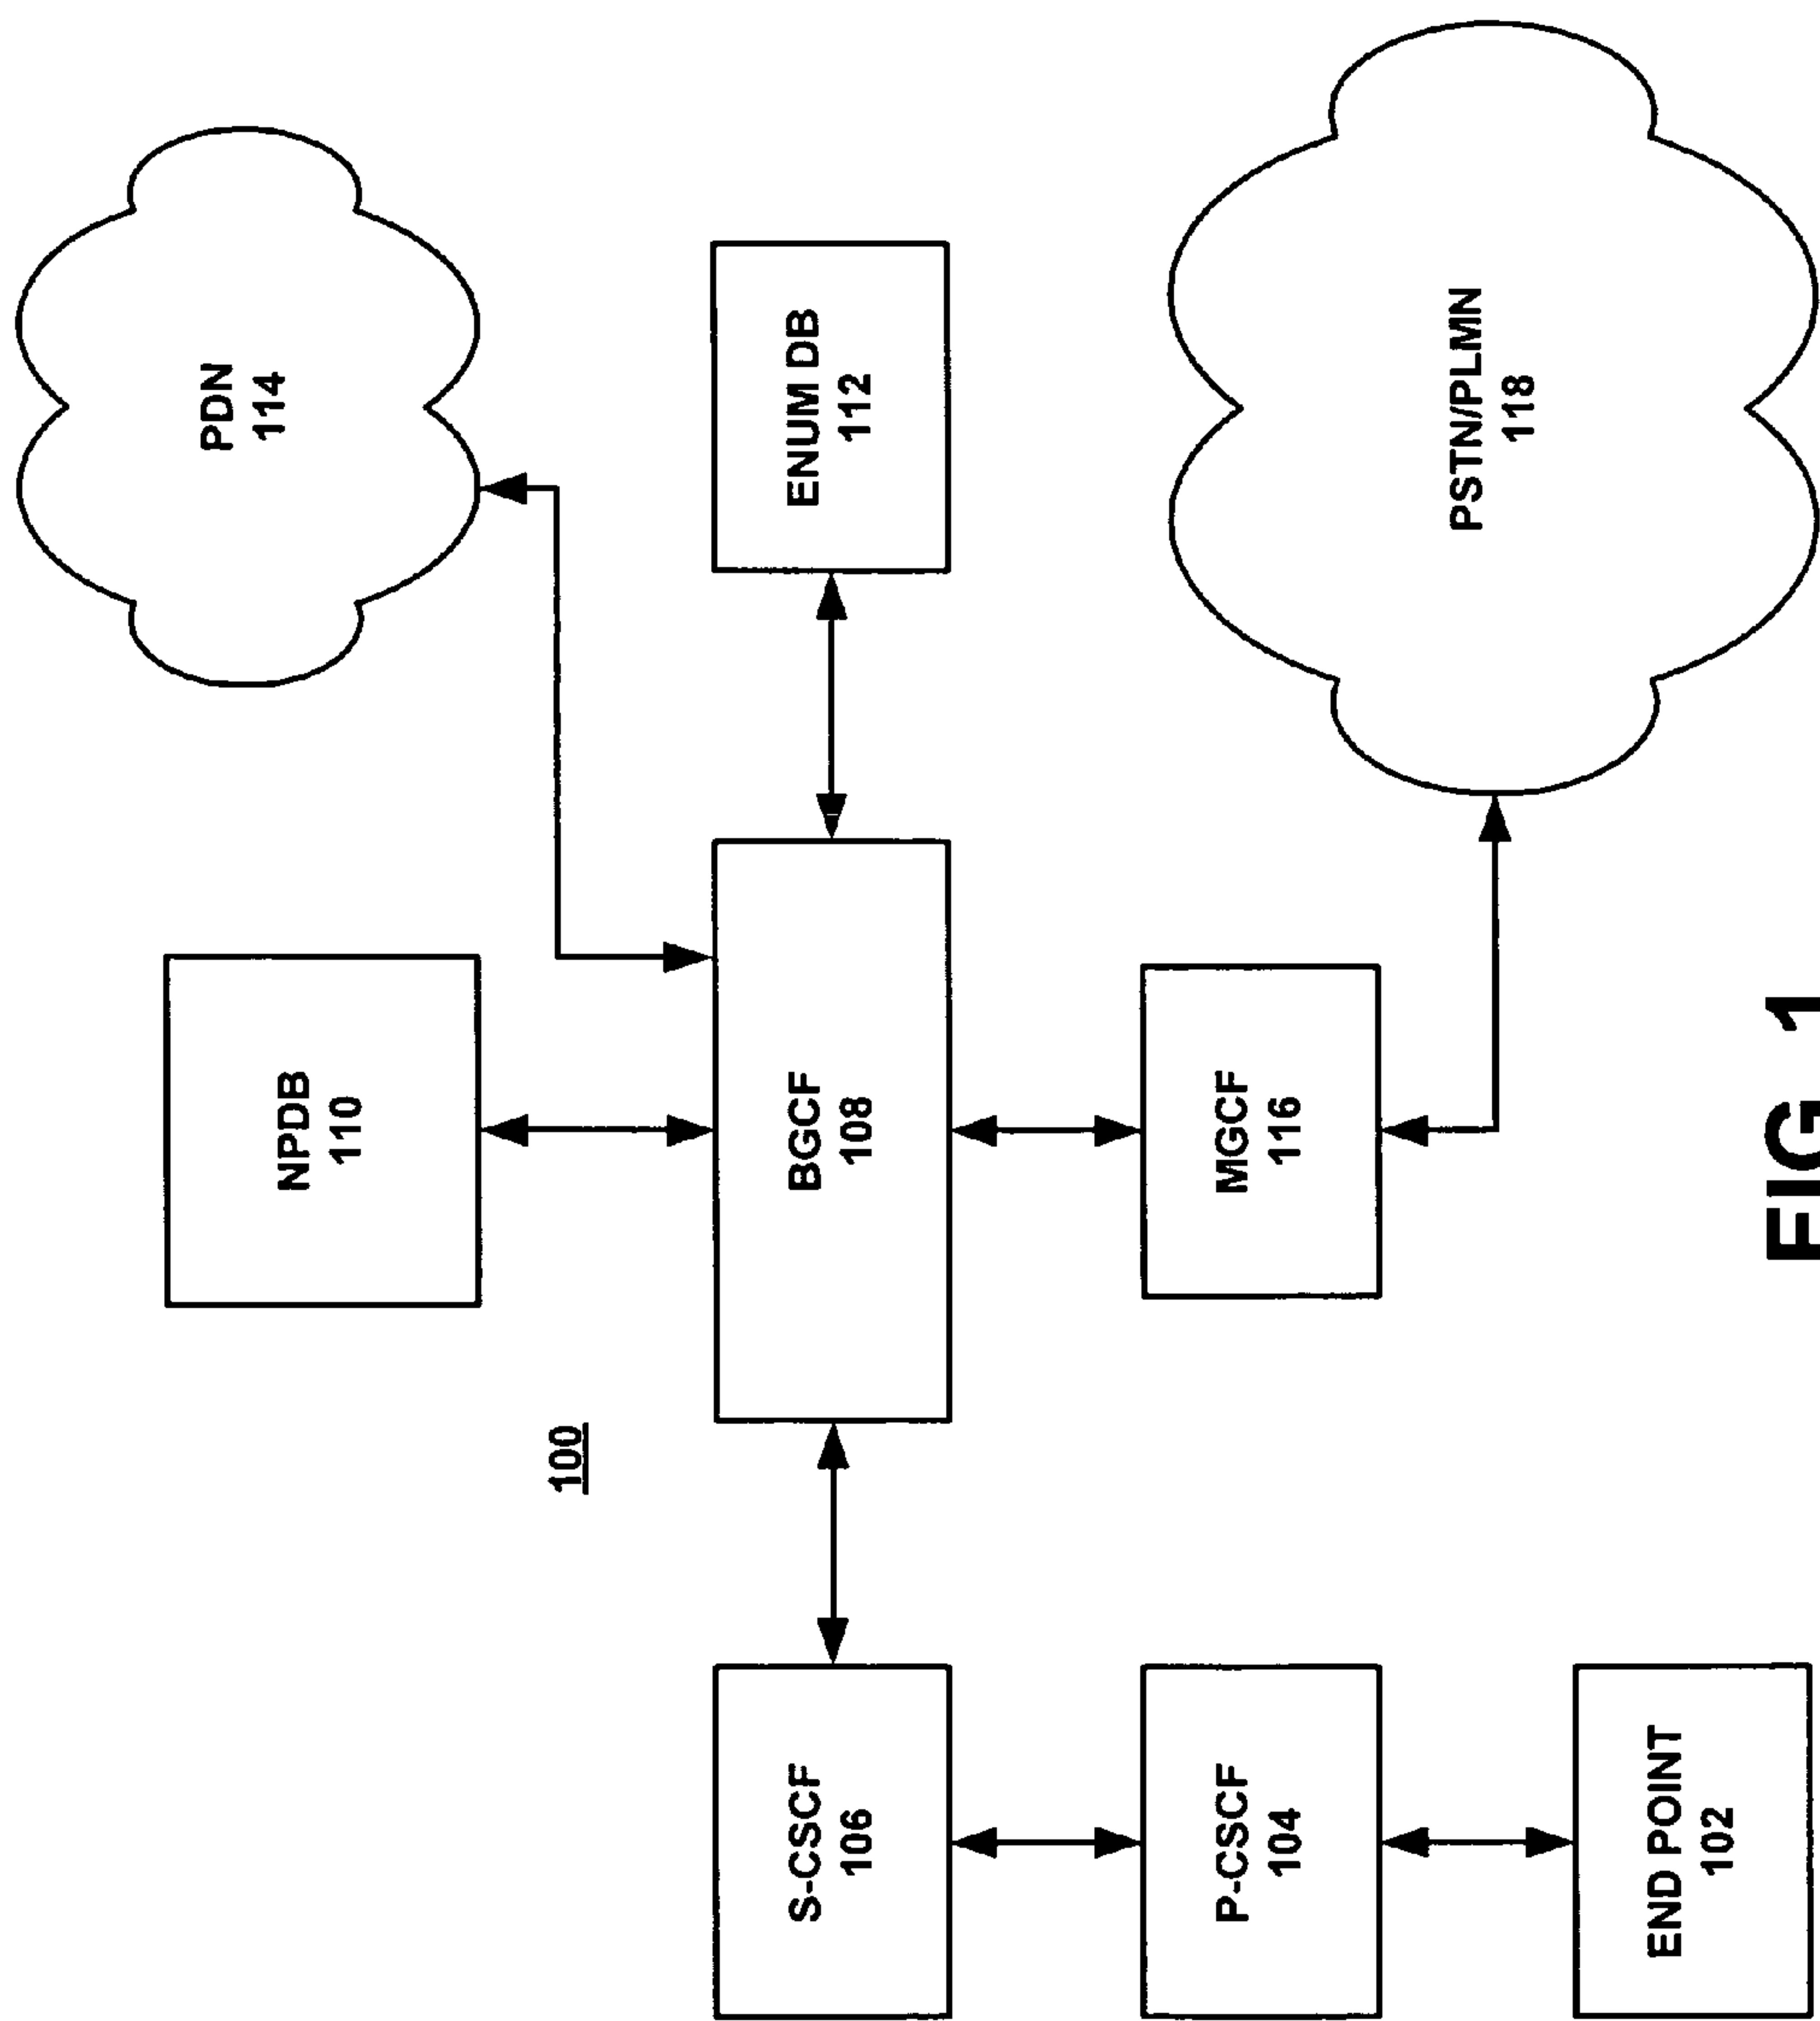 PDN
114
NPDB
110
100
ENUM DB
112
BGCF
108
S-CSCF
106
MGCF
116
P-CSCF
104
PSTN/PLMN
118
END POINT
102
FIG. 1